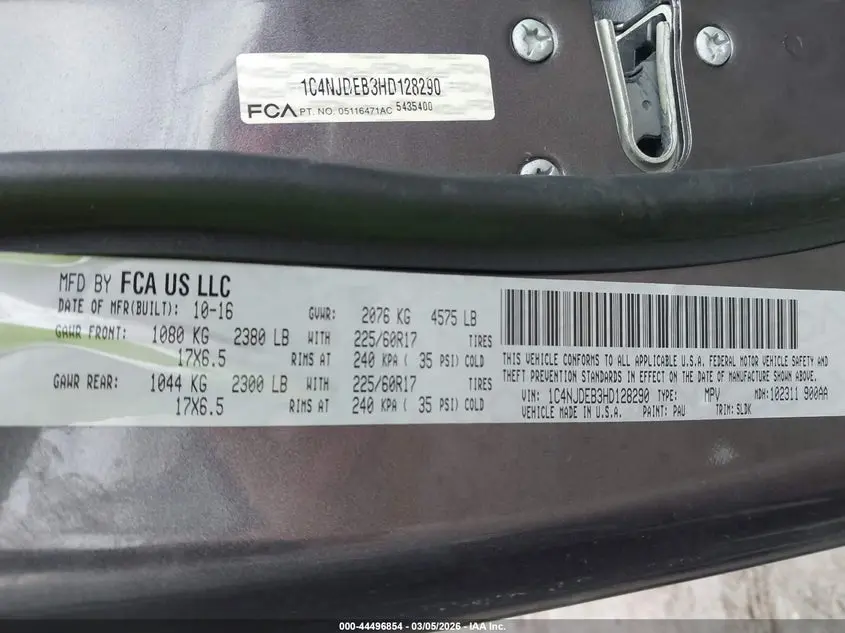 1C4NJDEB3HD128290
FCA PT. NO. 05116471AC 5435400
MFD BY FCA US LLC
DATE OF MFR(BUILT): 10-16 GVWR: 2076 KG 4575 LB
GAWR FRONT: 1080 KG 2380 LB WITH 225/60R17 TIRES
17X6.5 RIMS AT 240 KPA ( 35 PSI) COLD
GAWR REAR: 1044 KG 2300 LB WITH 225/60R17 TIRES
17X6.5 RIMS AT 240 KPA ( 35 PSI) COLD
THIS VEHICLE CONFORMS TO ALL APPLICABLE U.S.A. FEDERAL MOTOR VEHICLE SAFETY AND
THEFT PREVENTION STANDARDS IN EFFECT ON THE DATE OF MANUFACTURE SHOWN ABOVE.
VIN: 1C4NJDEB3HD128290 TYPE: MPV MDH:102311 900AA
VEHICLE MADE IN U.S.A. PAINT: PAU TRIM: SLDK
000-44496854 — 03/05/2026 — IAA Inc.